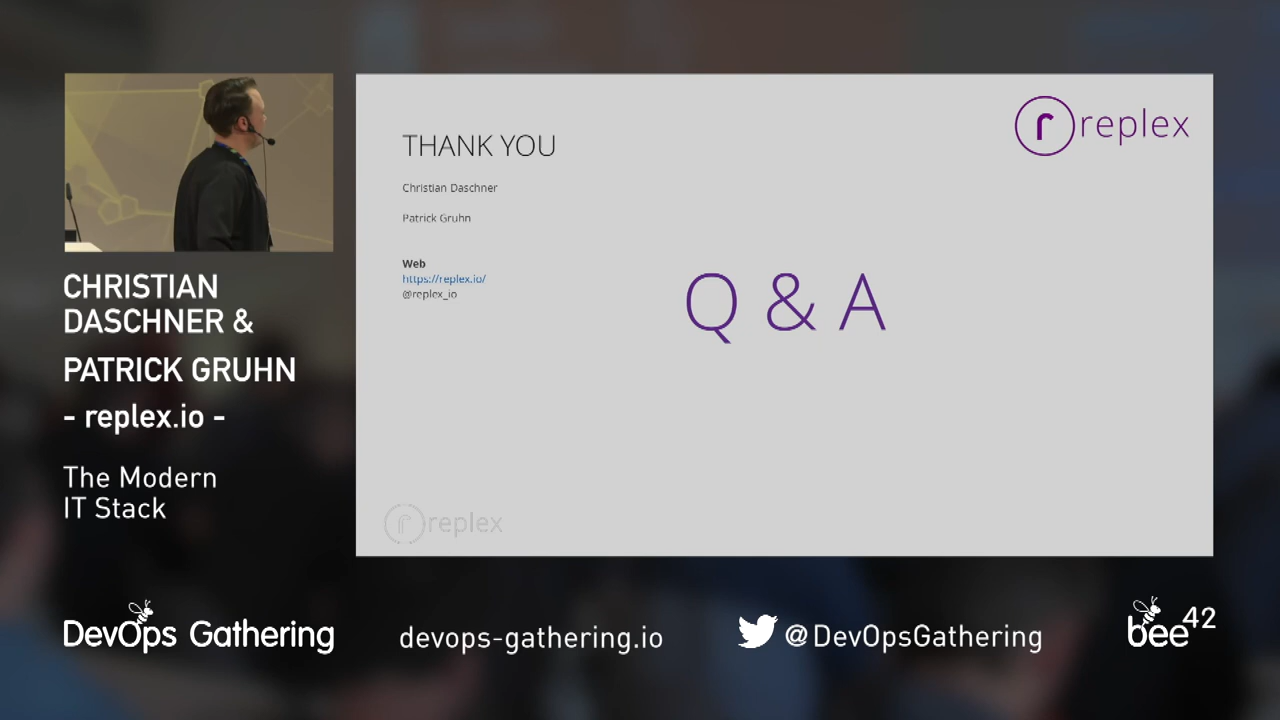 THANK YOU
Christian Daschner
Patrick Gruhn
Web
https://replex.io/
@replex_io
Q & A
r replex
r replex
CHRISTIAN
DASCHNER &
PATRICK GRUHN
- replex.io -
The Modern
IT Stack
DevOps Gathering
devops-gathering.io
@DevOpsGathering
bee42